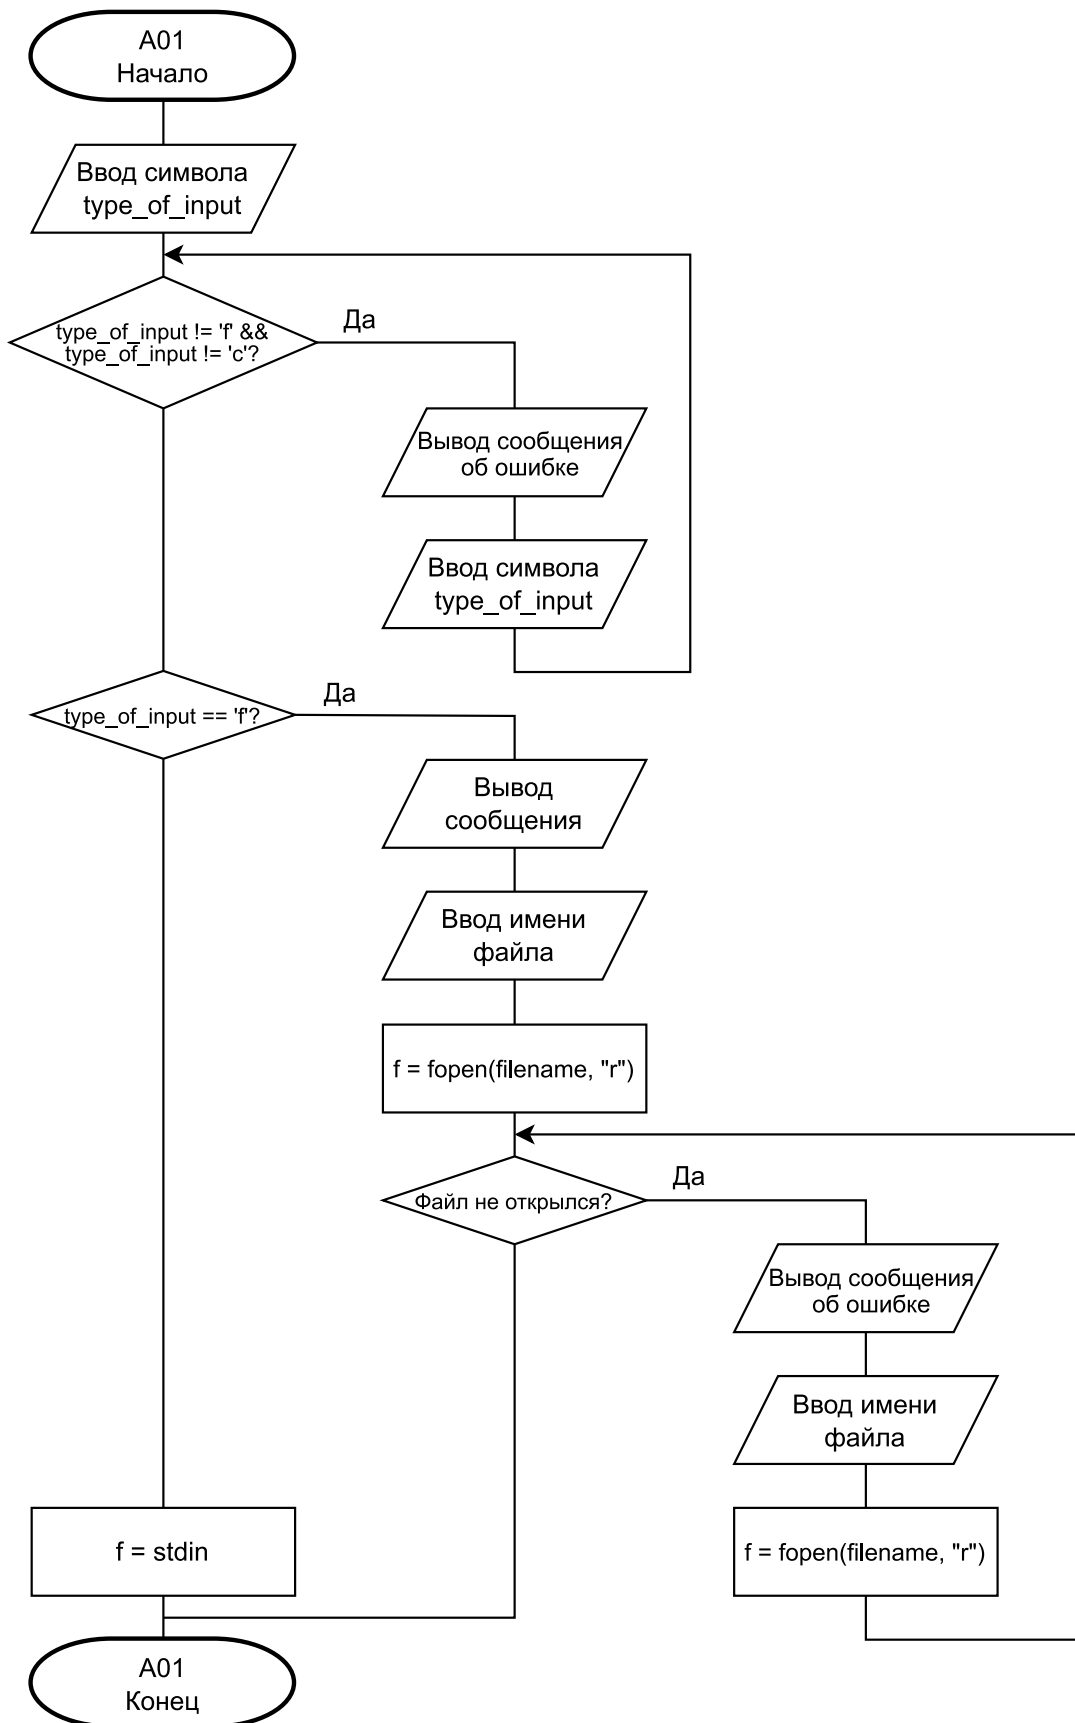 A01
Начало
Ввод символа
type_of_input
type_of_input != 'f' &&
type_of_input != 'c'?
Да
Вывод сообщения
об ошибке
Ввод символа
type_of_input
type_of_input == 'f'?
Да
Вывод
сообщения
Ввод имени
файла
f = fopen(filename, "r")
Файл не открылся?
Да
Вывод сообщения
об ошибке
Ввод имени
файла
f = fopen(filename, "r")
f = stdin
A01
Конец